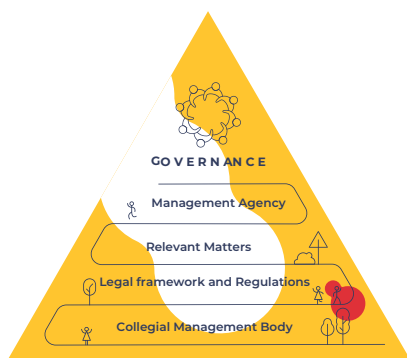 GOVERNANCE
Management Agency
Relevant Matters
Legal framework and Regulations
Collegial Management Body